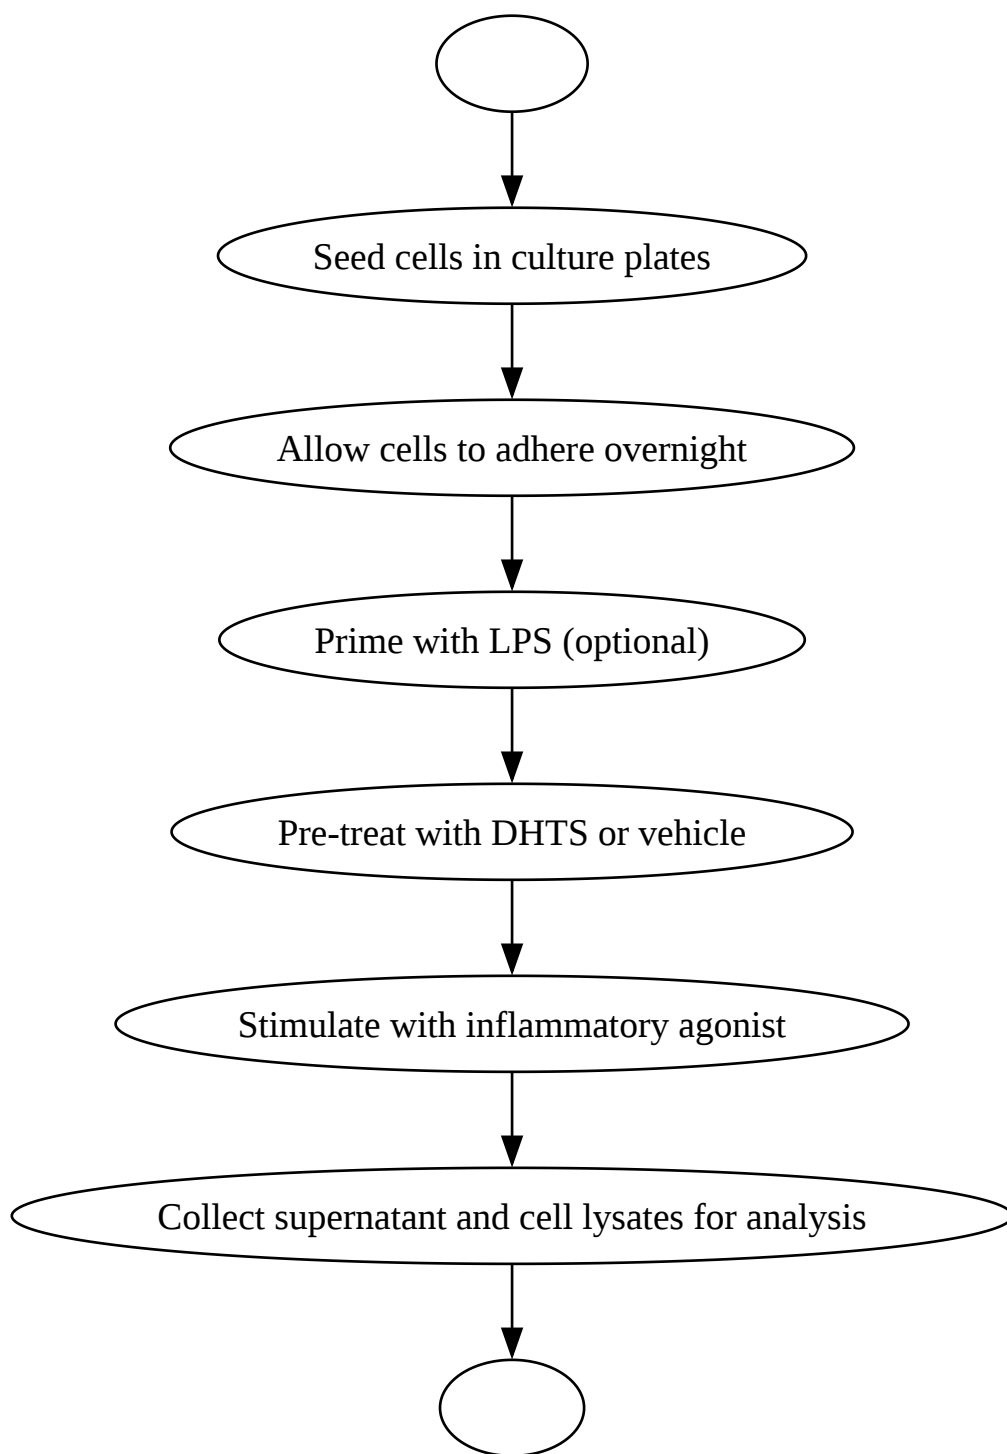 Seed cells in culture plates
Allow cells to adhere overnight
Prime with LPS (optional)
Pre-treat with DHTS or vehicle
Stimulate with inflammatory agonist
Collect supernatant and cell lysates for analysis